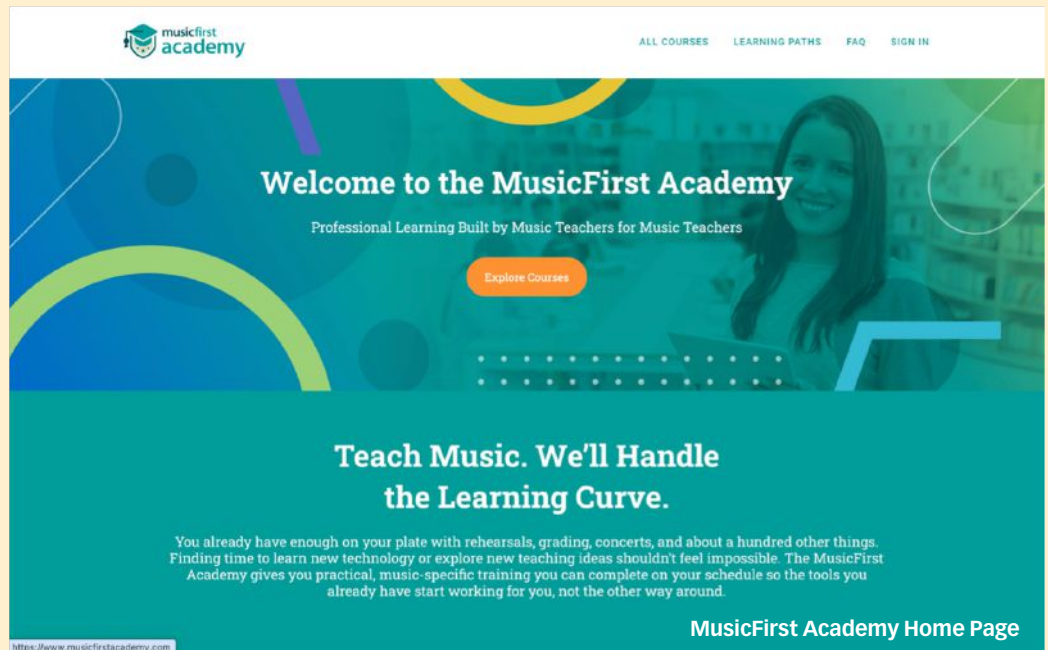 musicfirst
academy
ALL COURSES LEARNING PATHS FAQ SIGN IN
Welcome to the MusicFirst Academy
Professional Learning Built by Music Teachers for Music Teachers
Explore Courses
Teach Music. We'll Handle
the Learning Curve.
You already have enough on your plate with rehearsals, grading, concerts, and about a hundred other things.
Finding time to learn new technology or explore new teaching ideas shouldn't feel impossible. The MusicFirst
Academy gives you practical, music-specific training you can complete on your schedule so the tools you
already have start working for you, not the other way around.
MusicFirst Academy Home Page
https://www.musicfirstacademy.com